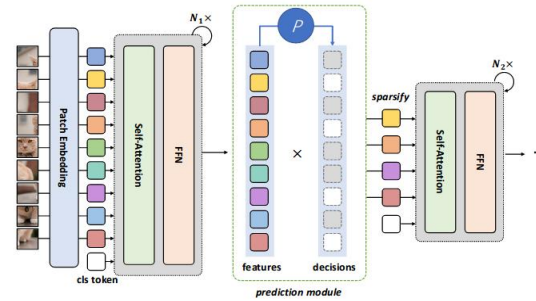 N₁×
P
N₂×
sparsify
Patch Embedding
Self-Attention
FFN
×
Self-Attention
FFN
cls token
features
decisions
prediction module